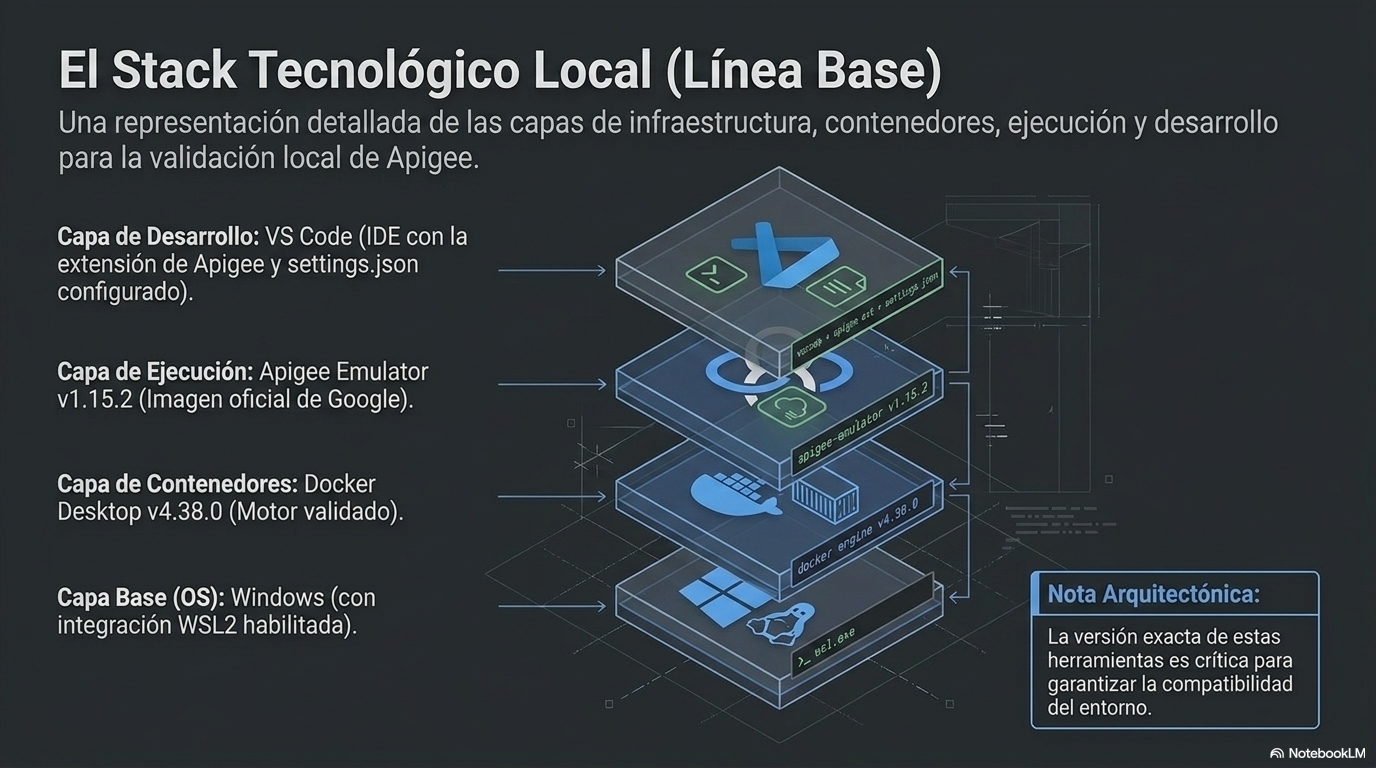 El Stack Tecnológico Local (Línea Base)
Una representación detallada de las capas de infraestructura, contenedores, ejecución y desarrollo
para la validación local de Apigee.
Capa de Desarrollo: VS Code (IDE con la
extensión de Apigee y settings.json
configurado).
Capa de Ejecución: Apigee Emulator
v1.15.2 (Imagen oficial de Google).
Capa de Contenedores: Docker
Desktop v4.38.0 (Motor validado).
Capa Base (OS): Windows (con
integración WSL2 habilitada).
apigee-emulator v1.15.2
docker engine v4.38.0
Nota Arquitectónica:
La versión exacta de estas
herramientas es crítica para
garantizar la compatibilidad
del entorno.
NotebookLM